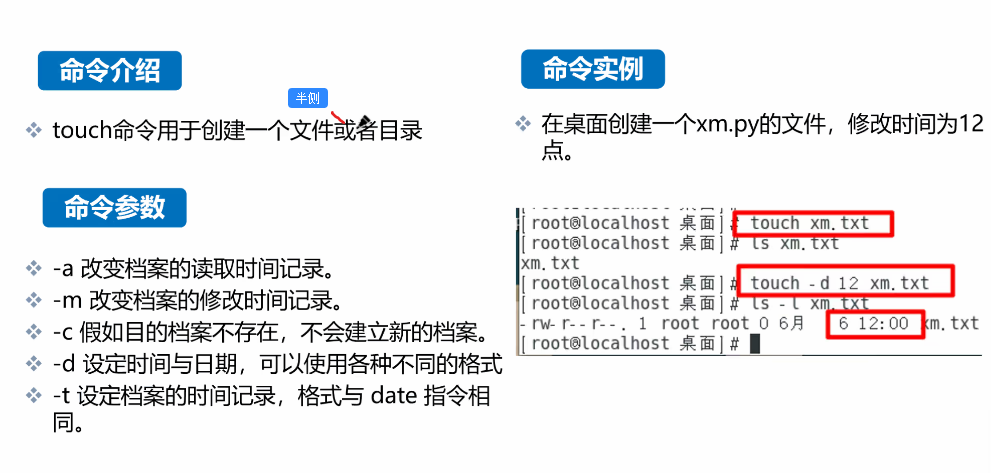 命令介绍
半侧
touch命令用于创建一个文件或者目录
命令参数
-a 改变档案的读取时间记录。
-m 改变档案的修改时间记录。
-c 假如目的档案不存在，不会建立新的档案。
-d 设定时间与日期，可以使用各种不同的格式
-t 设定档案的时间记录，格式与 date 指令相
同。
命令实例
在桌面创建一个xm.py的文件，修改时间为12
点。
[root@localhost 桌面]# touch xm.txt
[root@localhost 桌面]# ls xm.txt
xm.txt
[root@localhost 桌面]# touch -d 12 xm.txt
[root@localhost 桌面]# ls -l xm.txt
-rw-r--r--. 1 root root 0 6月 6 12:00 xm.txt
[root@localhost 桌面]#